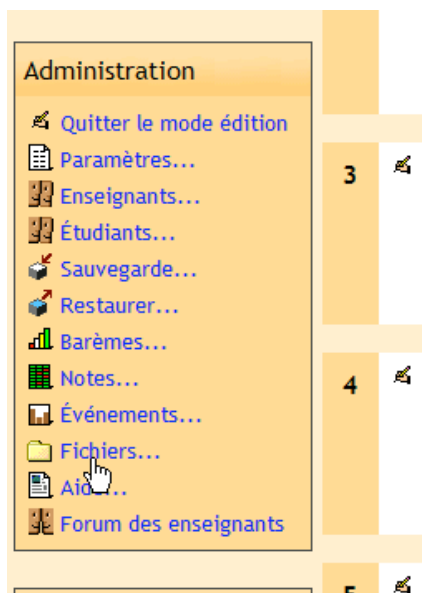 Administration
Quitter le mode édition
Paramètres...
Enseignants...
Étudiants...
Sauvegarde...
Restaurer...
Barèmes...
Notes...
Événements...
Fichiers...
Forum des enseignants
3
4